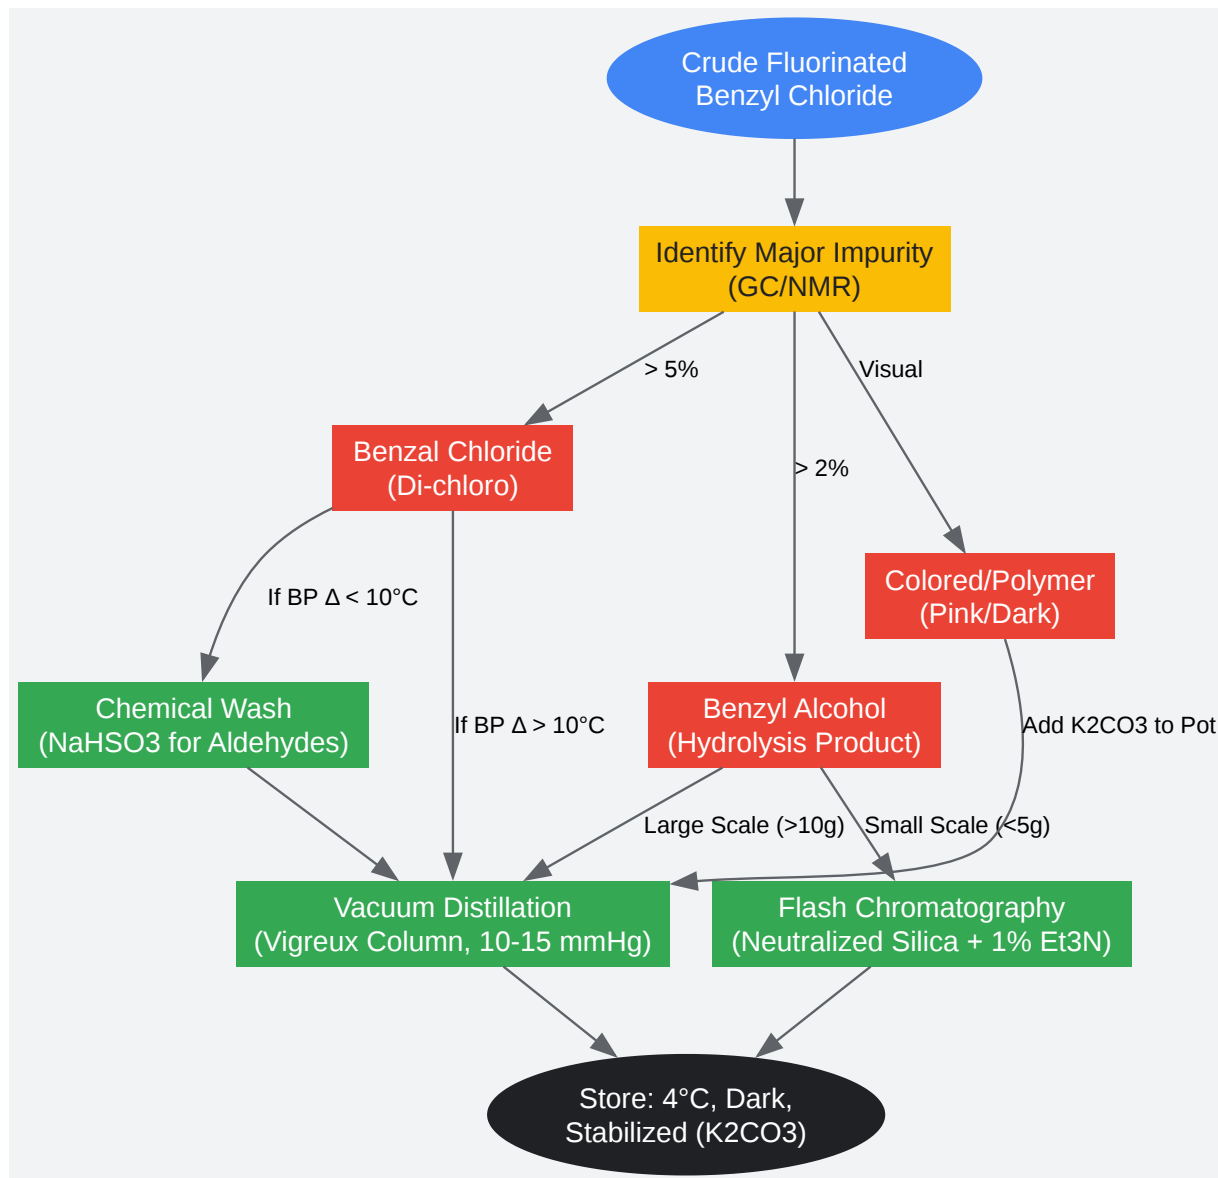 Crude Fluorinated
Benzyl Chloride
Identify Major Impurity
(GC/NMR)
> 5%
Visual
Benzal Chloride
(Di-chloro)
> 2%
Colored/Polymer
(Pink/Dark)
If BP Δ < 10°C
Chemical Wash
(NaHSO3 for Aldehydes)
If BP Δ > 10°C
Benzyl Alcohol
(Hydrolysis Product)
Add K2CO3 to Pot
Large Scale (>10g)
Small Scale (<5g)
Vacuum Distillation
(Vigreux Column, 10-15 mmHg)
Flash Chromatography
(Neutralized Silica + 1% Et3N)
Store: 4°C, Dark,
Stabilized (K2CO3)